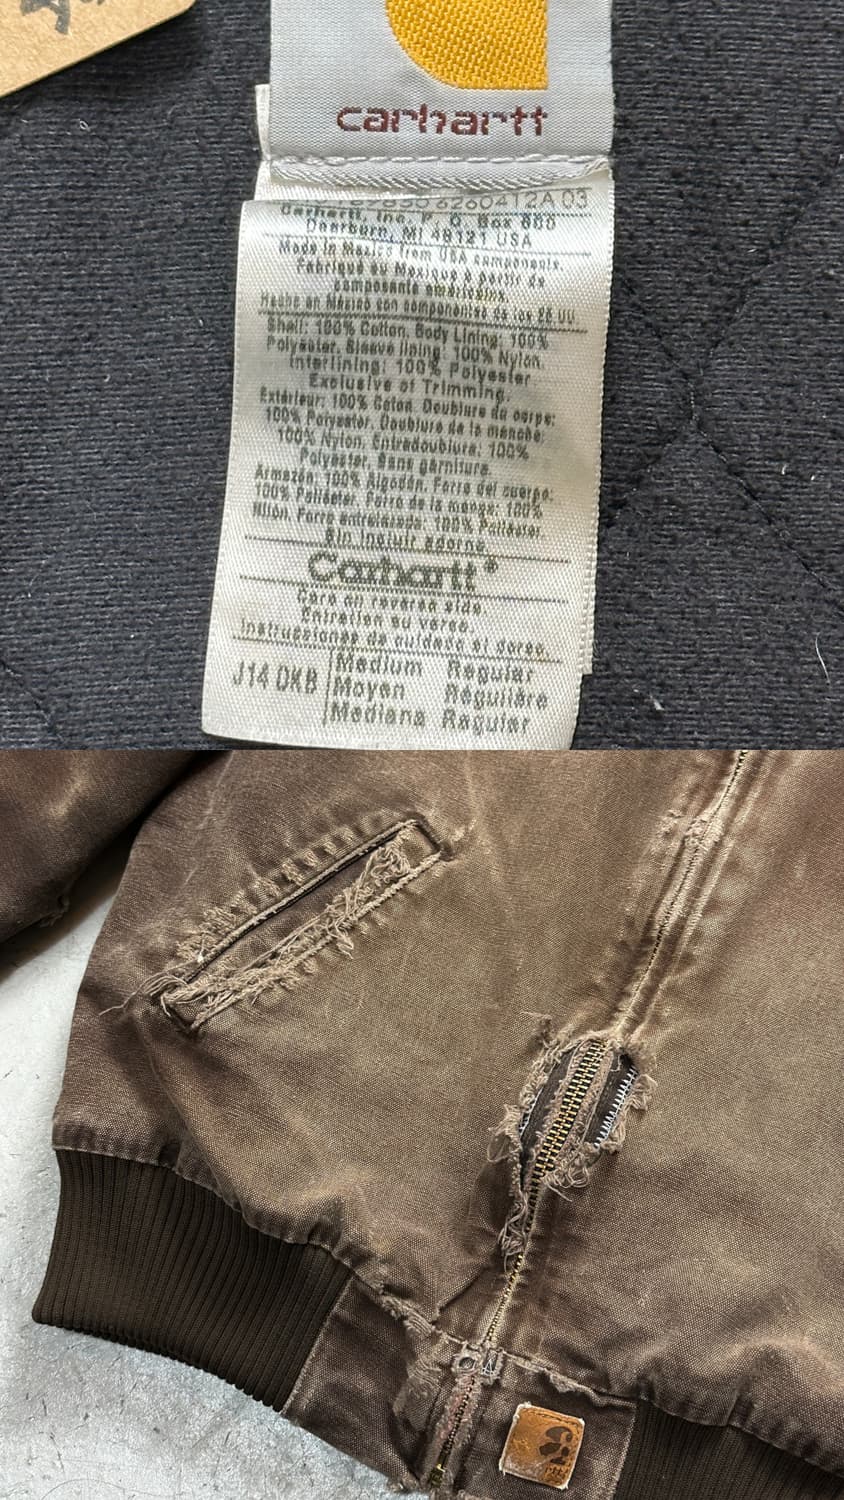 carhartt
6260412A 03
Carhartt, Inc. P. O. Box 600
Dearborn, MI 48121 USA
Made in Mexico from USA components.
Fabriqué au Mexique à partir de
composants américains.
Hecho en México con componentes de los
Shell: 100% Cotton, Body Lining: 100%
Polyester, Sleeve lining: 100% Nylon,
Interlining: 100% Polyester
Exclusive of Trimming.
Extérieur: 100% Coton, Doublure du corps:
100% Polyester, Doublure de la manche:
100% Nylon, Entredoublure: 100%
Polyester, Sans garniture.
Armazón: 100% Algodón, Forro del cuerpo:
100% Poliéster, Forro de la manga: 100%
Nilón, Forro entrelazado, 100% Poliéster
Sin incluir adorno.
Carhartt®
Care on reverse side.
Entretien au verso.
Instrucciones de cuidado al dorso.
J14 DKB
Medium Regular
Moyen Régulière
Mediana Regular